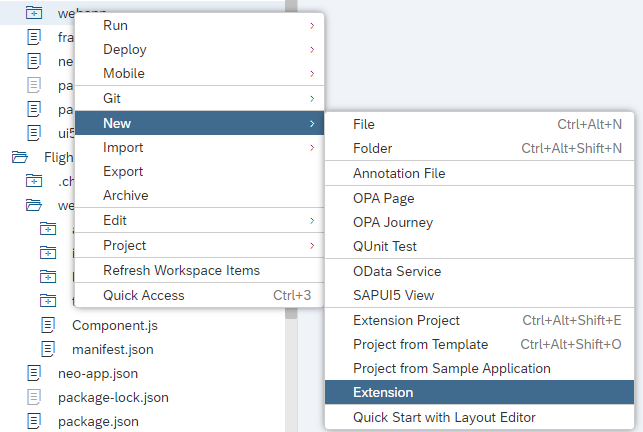 webapp
Run
Deploy
Mobile
Git
New
Import
Export
Archive
Edit
Project
Refresh Workspace Items
Quick Access Ctrl+3
File Ctrl+Alt+N
Folder Ctrl+Alt+Shift+N
Annotation File
OPA Page
OPA Journey
QUnit Test
OData Service
SAPUI5 View
Extension Project Ctrl+Alt+Shift+E
Project from Template Ctrl+Alt+Shift+O
Project from Sample Application
Extension
Quick Start with Layout Editor
fra
ne
pa
pa
ui5
Fligh
.ch
we
Component.js
manifest.json
neo-app.json
package-lock.json
package.json